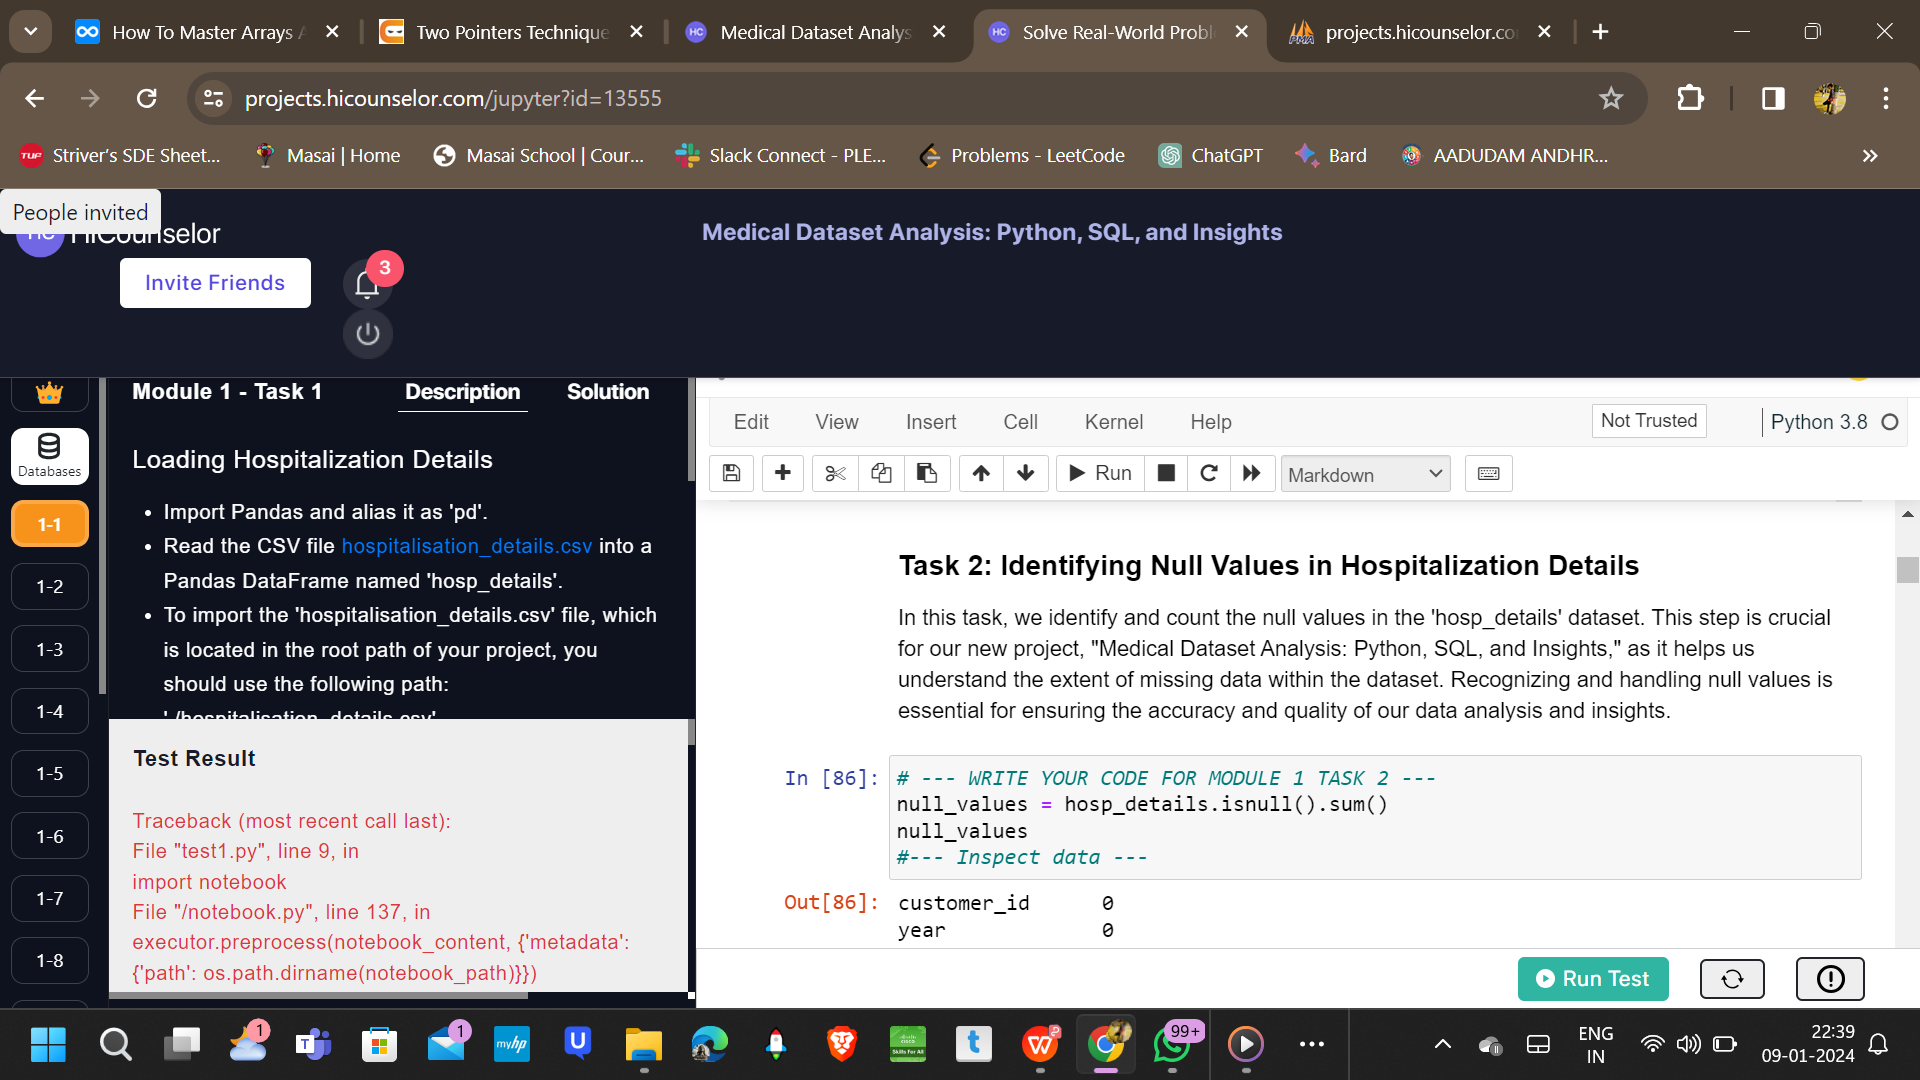 How To Master Arrays
Two Pointers Technique
HC Medical Dataset Analys
HC Solve Real-World Probl
PMA projects.hicounselor.co
projects.hicounselor.com/jupyter?id=13555
TUF Striver's SDE Sheet...
Masai | Home
Masai School | Cour...
Slack Connect - PLE...
Problems - LeetCode
ChatGPT
Bard
AADUDAM ANDHR...
People invited
HiCounselor
Medical Dataset Analysis: Python, SQL, and Insights
Invite Friends
3
Databases
1-1
1-2
1-3
1-4
1-5
1-6
1-7
1-8
Module 1 - Task 1
Description
Solution
Loading Hospitalization Details
• Import Pandas and alias it as 'pd'.
• Read the CSV file hospitalisation_details.csv into a
Pandas DataFrame named 'hosp_details'.
• To import the 'hospitalisation_details.csv' file, which
is located in the root path of your project, you
should use the following path:
'./hospitalisation_details.csv'
Test Result
Traceback (most recent call last):
File "test1.py", line 9, in
import notebook
File "/notebook.py", line 137, in
executor.preprocess(notebook_content, {'metadata':
{'path': os.path.dirname(notebook_path)}})
Edit
View
Insert
Cell
Kernel
Help
Not Trusted
Python 3.8
Run
Markdown
Task 2: Identifying Null Values in Hospitalization Details
In this task, we identify and count the null values in the 'hosp_details' dataset. This step is crucial
for our new project, "Medical Dataset Analysis: Python, SQL, and Insights," as it helps us
understand the extent of missing data within the dataset. Recognizing and handling null values is
essential for ensuring the accuracy and quality of our data analysis and insights.
In [86]:
# --- WRITE YOUR CODE FOR MODULE 1 TASK 2 ---
null_values = hosp_details.isnull().sum()
null_values
#--- Inspect data ---
Out[86]:
customer_id 0
year 0
Run Test
1
T
1
myhp
U
Skills For All
t
W
99+
ENG
IN
22:39
09-01-2024